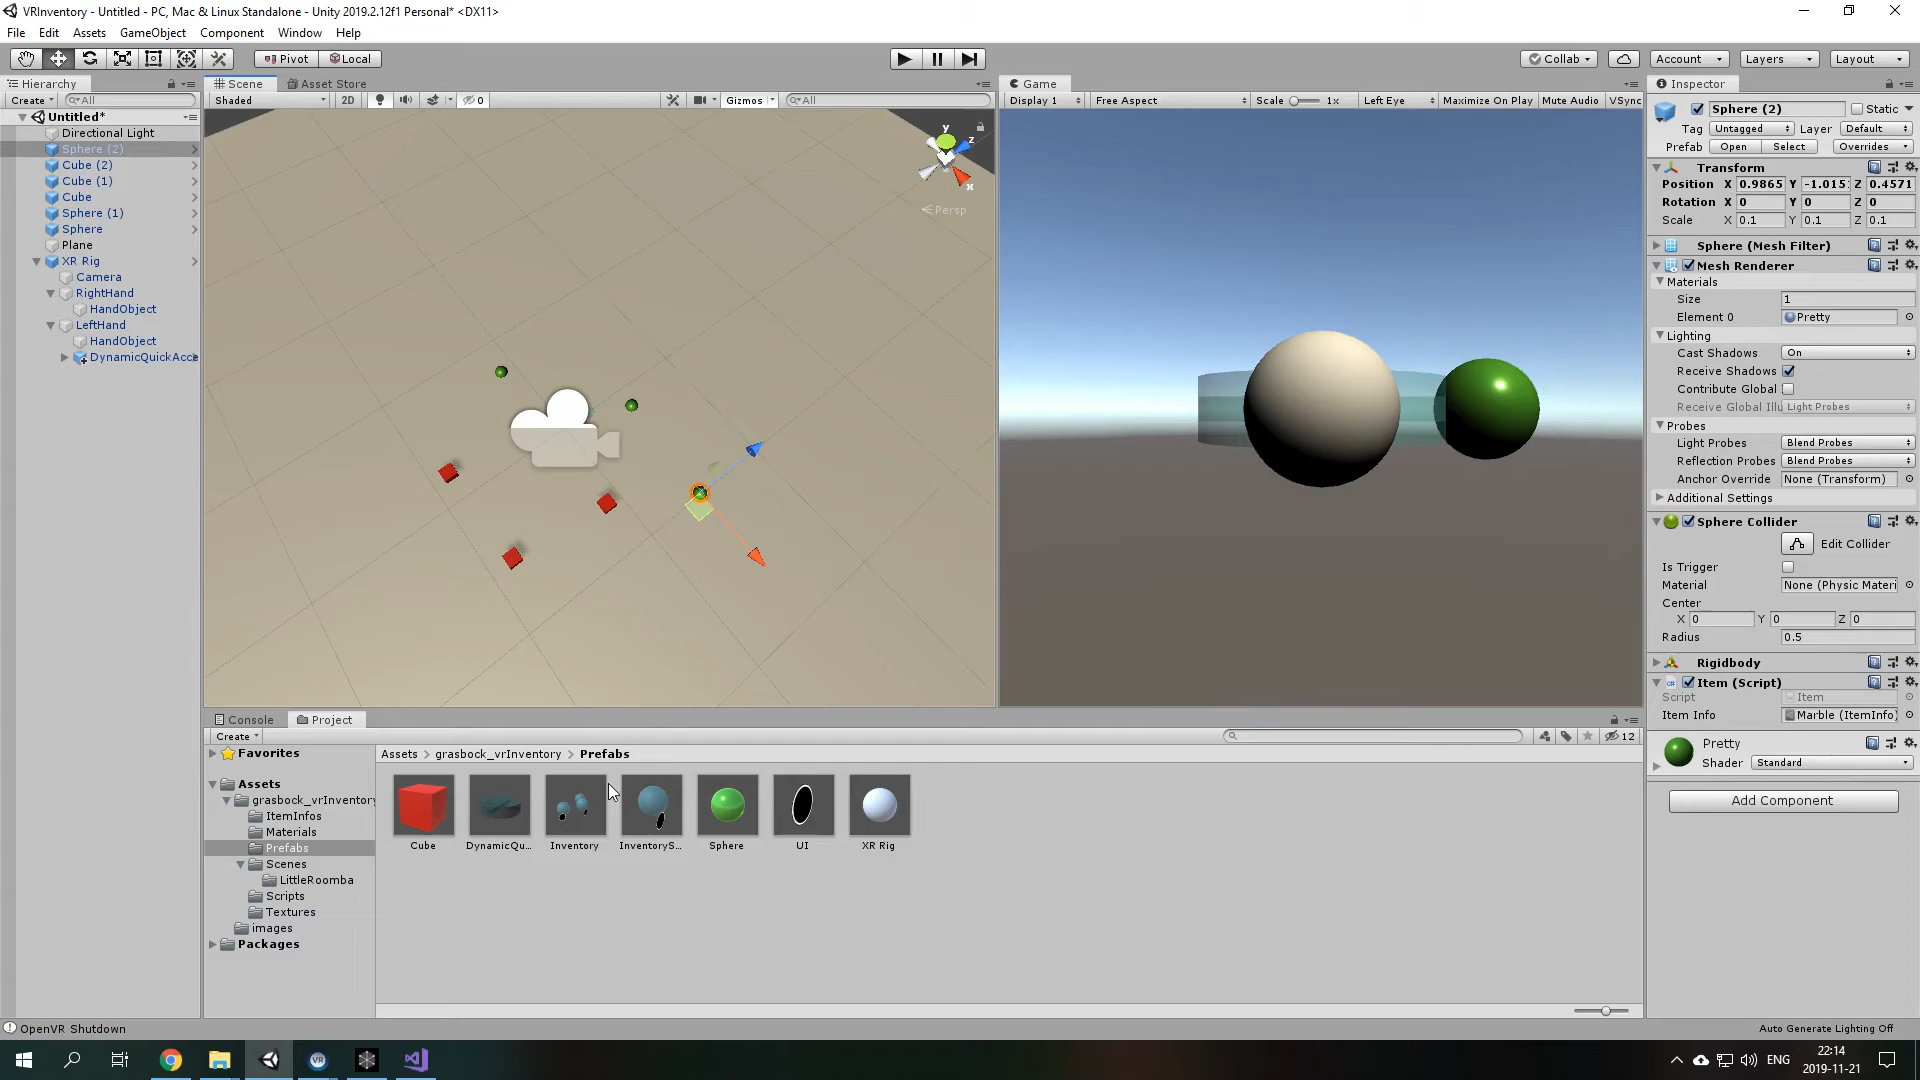 VRInventory - Untitled - PC, Mac & Linux Standalone - Unity 2019.2.12f1 Personal* <DX11>
File Edit Assets GameObject Component Window Help
Pivot Local Collab Account Layers Layout
Hierarchy
Create All
Untitled*
Directional Light
Sphere (2)
Cube (2)
Cube (1)
Cube
Sphere (1)
Sphere
Plane
XR Rig
Camera
RightHand
HandObject
LeftHand
HandObject
DynamicQuickAcce
Scene Asset Store
Shaded 2D 0 Gizmos All
y
z
x
Persp
Game
Display 1 Free Aspect Scale 1x Left Eye Maximize On Play Mute Audio VSync
Inspector
Sphere (2) Static
Tag Untagged Layer Default
Prefab Open Select Overrides
Transform
Position X 0.9865 Y -1.015 Z 0.4571
Rotation X 0 Y 0 Z 0
Scale X 0.1 Y 0.1 Z 0.1
Sphere (Mesh Filter)
Mesh Renderer
Materials
Size 1
Element 0 Pretty
Lighting
Cast Shadows On
Receive Shadows
Contribute Global I
Receive Global Illu Light Probes
Probes
Light Probes Blend Probes
Reflection Probes Blend Probes
Anchor Override None (Transform)
Additional Settings
Sphere Collider
Edit Collider
Is Trigger
Material None (Physic Materi
Center
X 0 Y 0 Z 0
Radius 0.5
Rigidbody
Item (Script)
Script Item
Item Info Marble (ItemInfo)
Pretty
Shader Standard
Add Component
Console Project
Create 12
Favorites
Assets
grasbock_vrInventory
ItemInfos
Materials
Prefabs
Scenes
LittleRoomba
Scripts
Textures
images
Packages
Assets > grasbock_vrInventory > Prefabs
Cube DynamicQu... Inventory InventoryS... Sphere UI XR Rig
OpenVR Shutdown
Auto Generate Lighting Off
ENG
22:14
2019-11-21